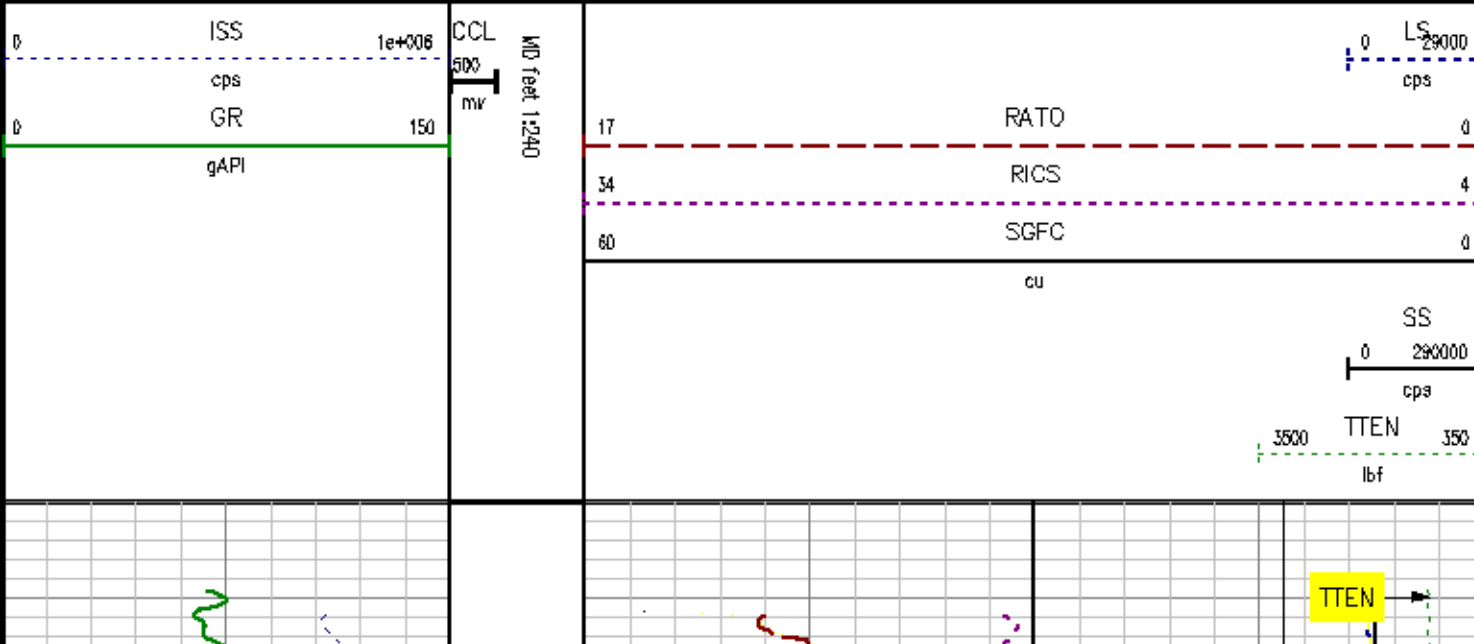 ISS
0 1e+006
cps
GR
0 150
gAPI
CCL
500
mV
MD feet 1:240
LS
0 29000
cps
RATO
17 0
RICS
34 4
SGFC
60 0
cu
SS
0 290000
cps
TTEN
3500 350
lbf
TTEN